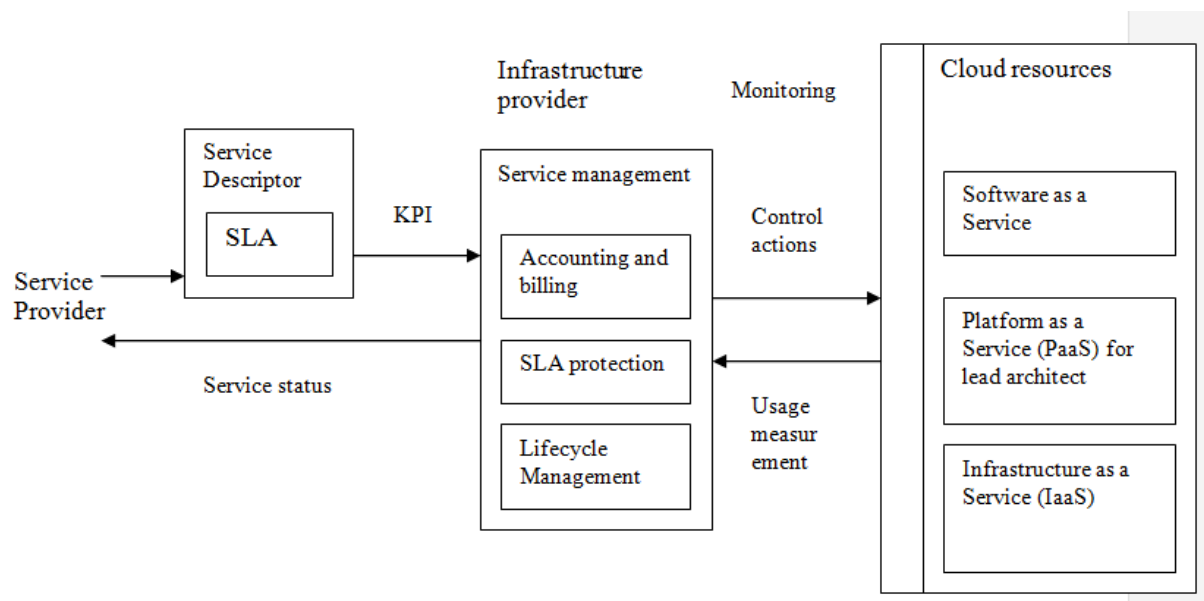 Service
Provider
Service
Descriptor
SLA
KPI
Service status
Infrastructure
provider
Service management
Accounting and
billing
SLA protection
Lifecycle
Management
Monitoring
Control
actions
Usage
measur
ement
Cloud resources
Software as a
Service
Platform as a
Service (PaaS) for
lead architect
Infrastructure as a
Service (IaaS)